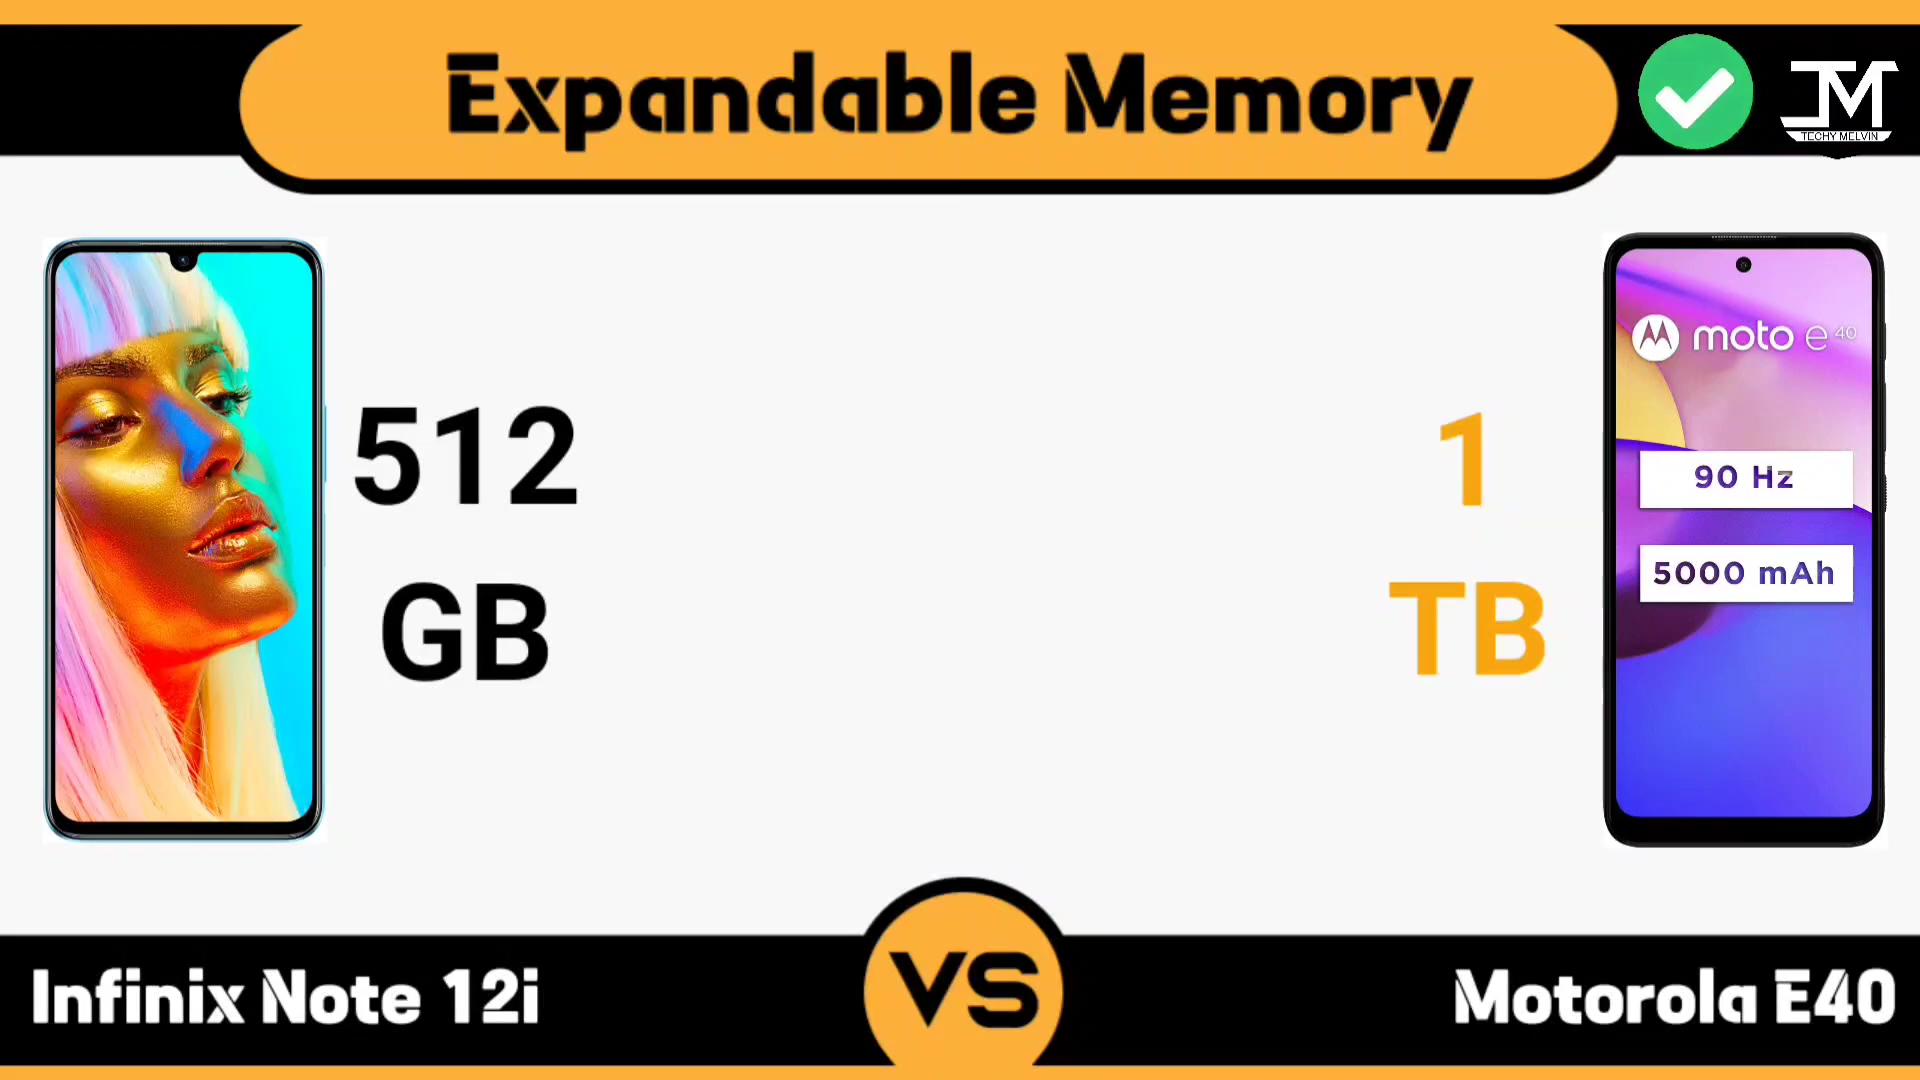 Expandable Memory
TECHY MELVIN
moto e40
512
GB
1
TB
90 Hz
5000 mAh
Infinix Note 12i
VS
Motorola E40